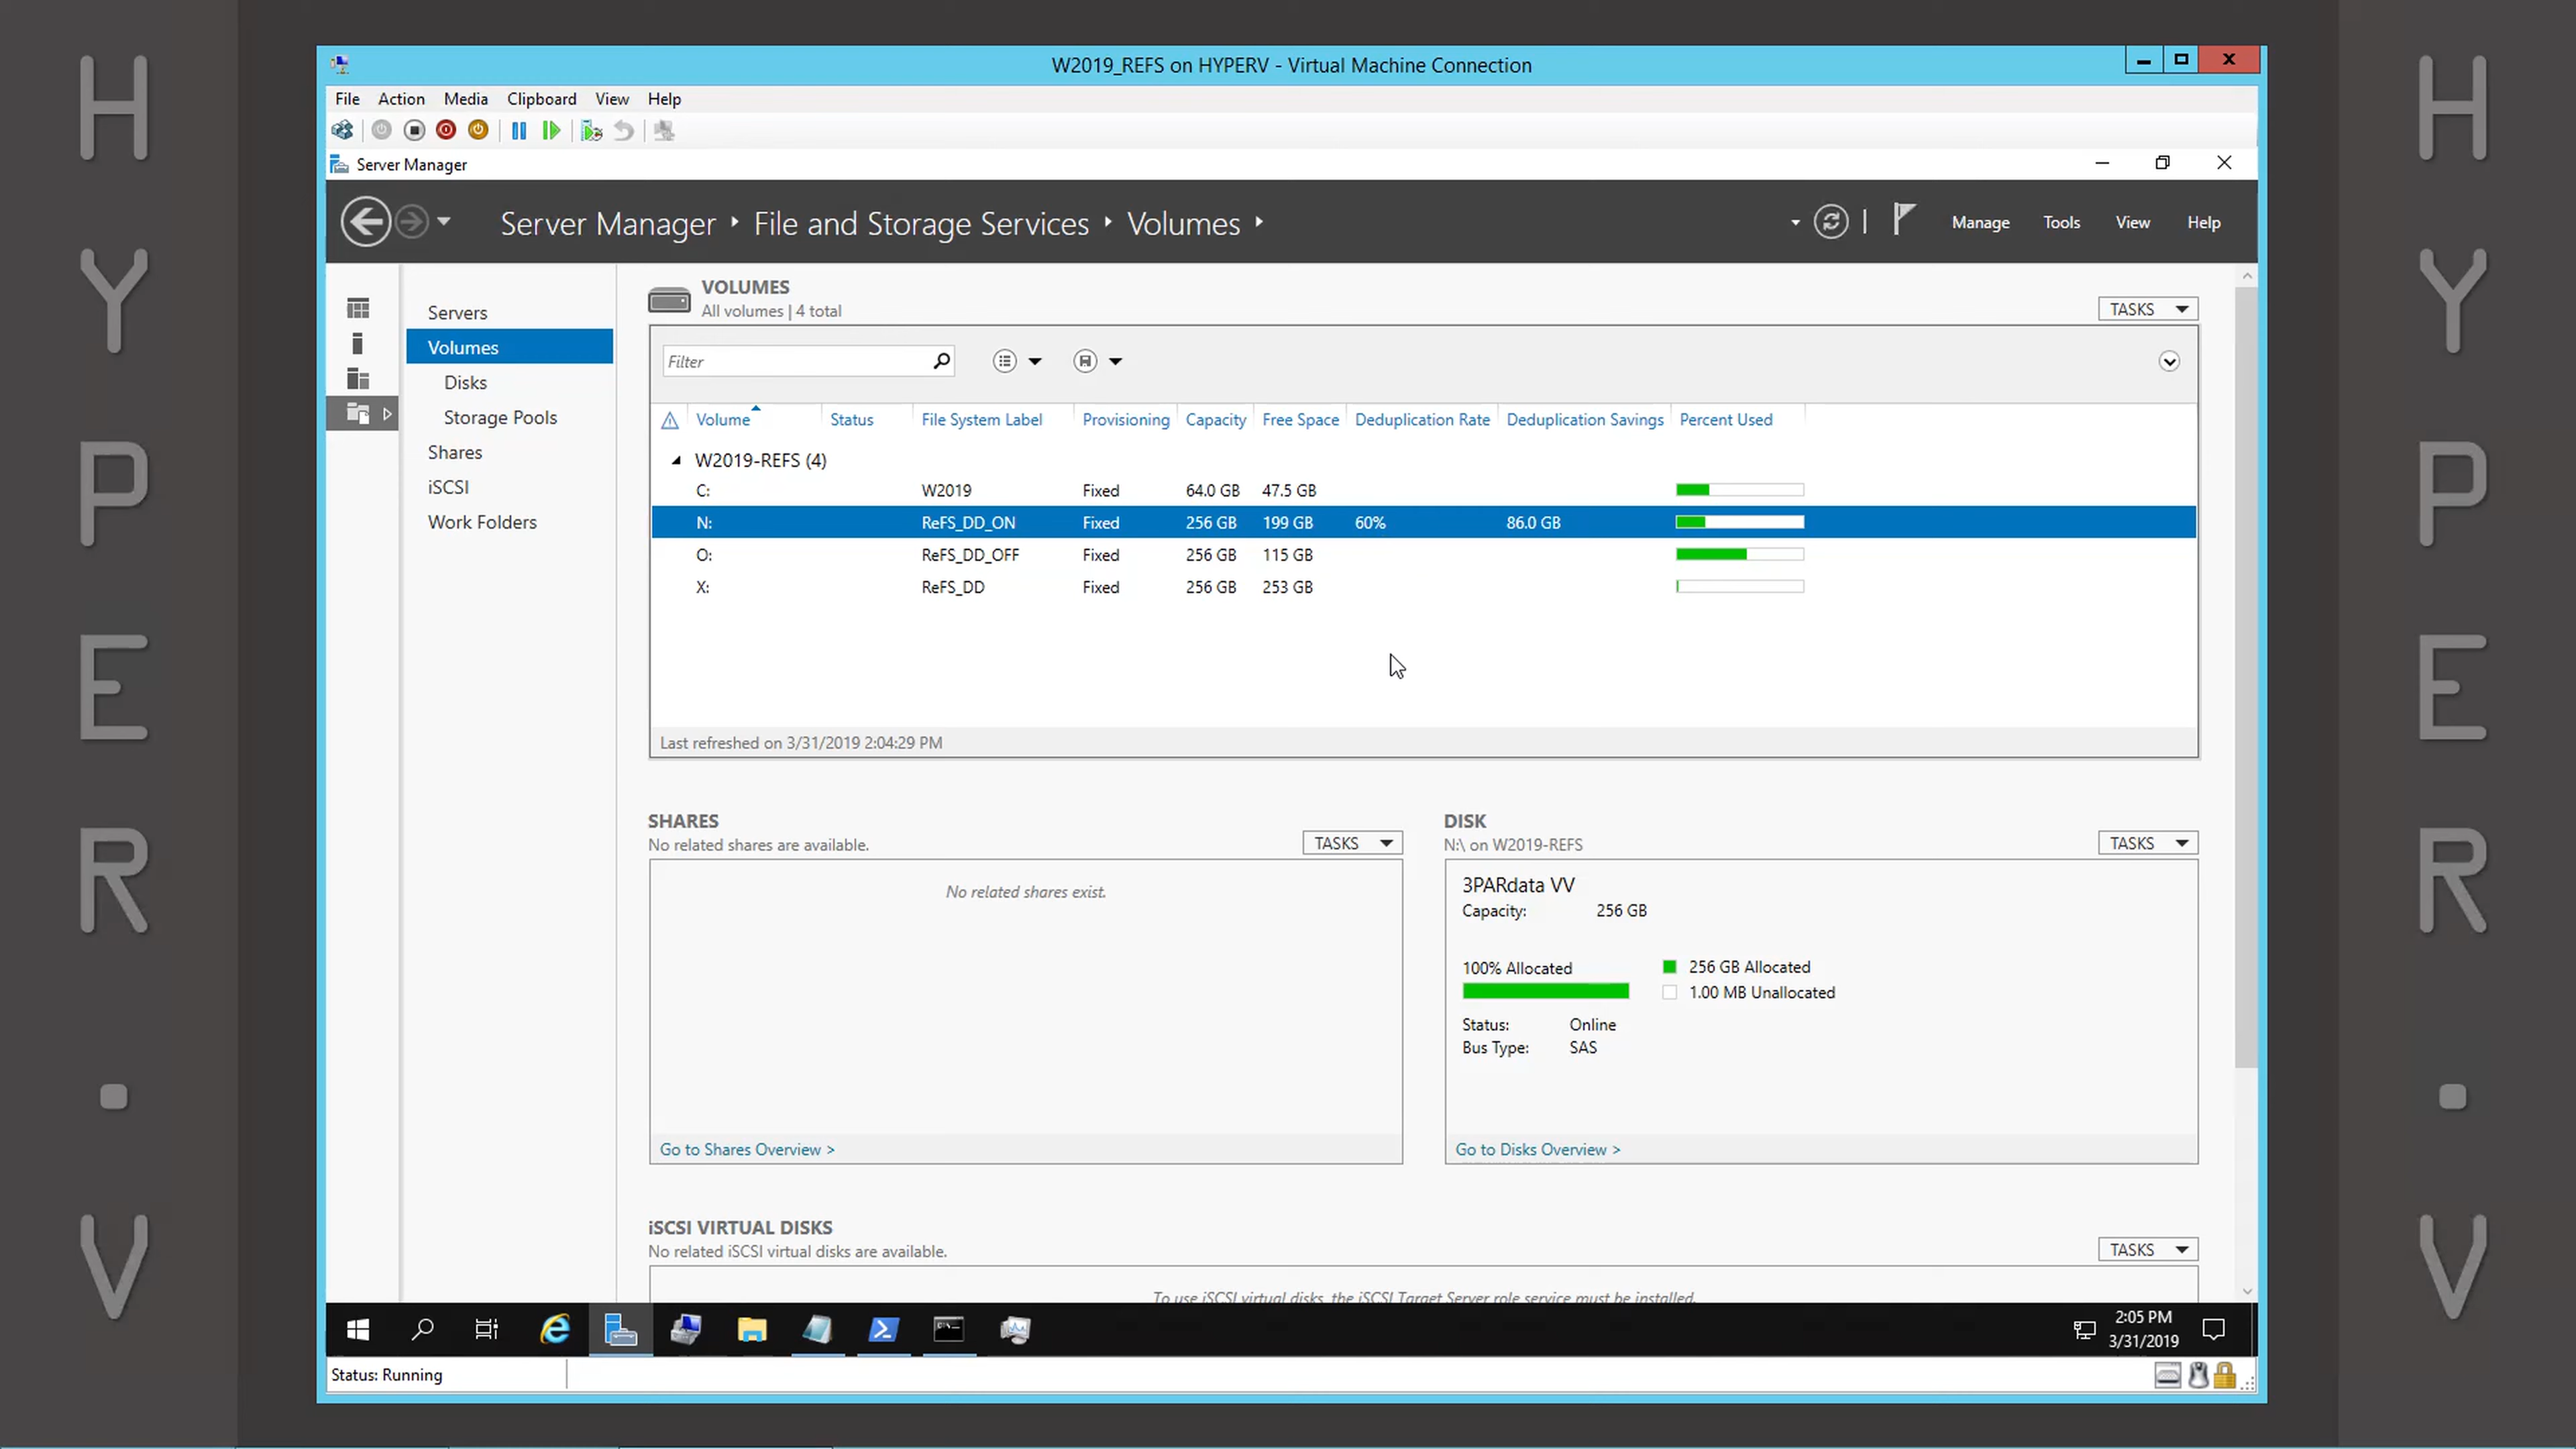 HYPER.V
W2019_REFS on HYPERV - Virtual Machine Connection
File Action Media Clipboard View Help
Server Manager
Server Manager File and Storage Services Volumes
Manage Tools View Help
Servers
Volumes
Disks
Storage Pools
Shares
iSCSI
Work Folders
VOLUMES
All volumes | 4 total
TASKS
Filter
Volume Status File System Label Provisioning Capacity Free Space Deduplication Rate Deduplication Savings Percent Used
W2019-REFS (4)
C: W2019 Fixed 64.0 GB 47.5 GB
N: ReFS_DD_ON Fixed 256 GB 199 GB 60% 86.0 GB
O: ReFS_DD_OFF Fixed 256 GB 115 GB
X: ReFS_DD Fixed 256 GB 253 GB
Last refreshed on 3/31/2019 2:04:29 PM
SHARES
No related shares are available.
TASKS
No related shares exist.
Go to Shares Overview >
DISK
N:\ on W2019-REFS
TASKS
3PARdata VV
Capacity: 256 GB
100% Allocated
256 GB Allocated
1.00 MB Unallocated
Status: Online
Bus Type: SAS
Go to Disks Overview >
iSCSI VIRTUAL DISKS
No related iSCSI virtual disks are available.
TASKS
To use iSCSI virtual disks, the iSCSI Target Server role service must be installed.
2:05 PM
3/31/2019
Status: Running
HYPER.V